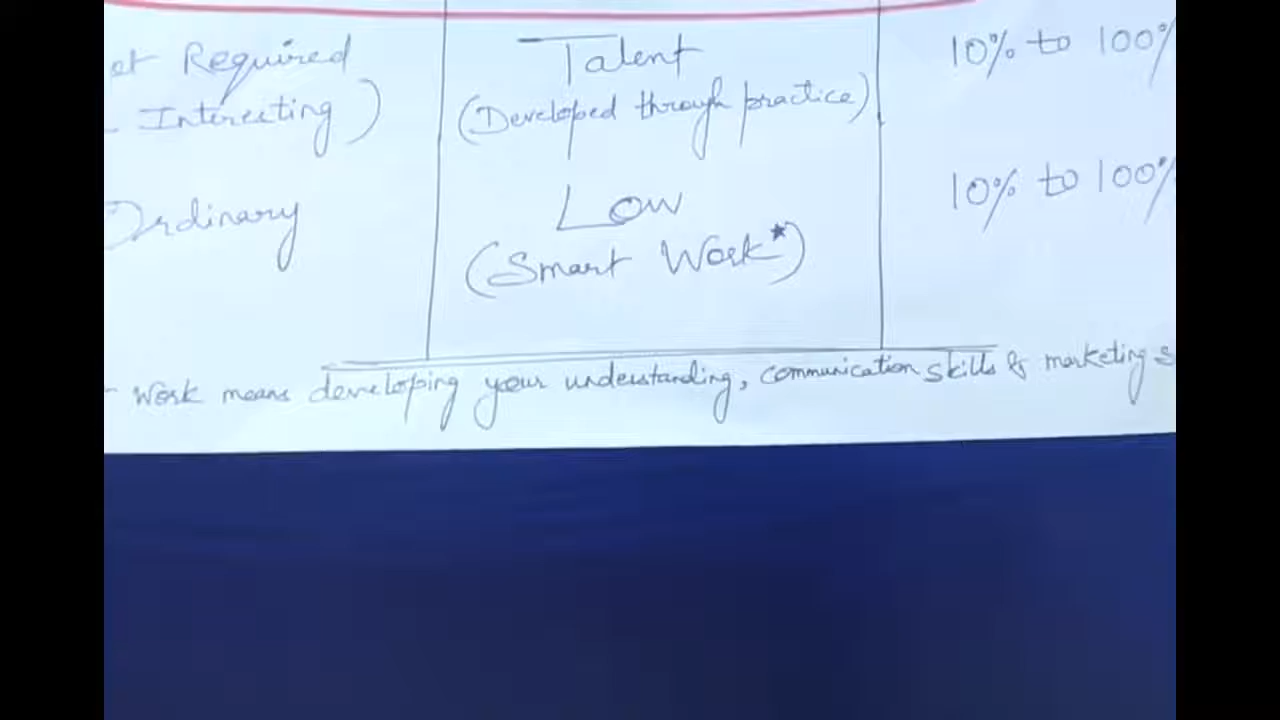 Required Talent 10% to 100%
Interesting) (Developed through practice)
Ordinary Low 10% to 100%
(Smart Work*)
Work means developing your understanding, communication skills & marketing s